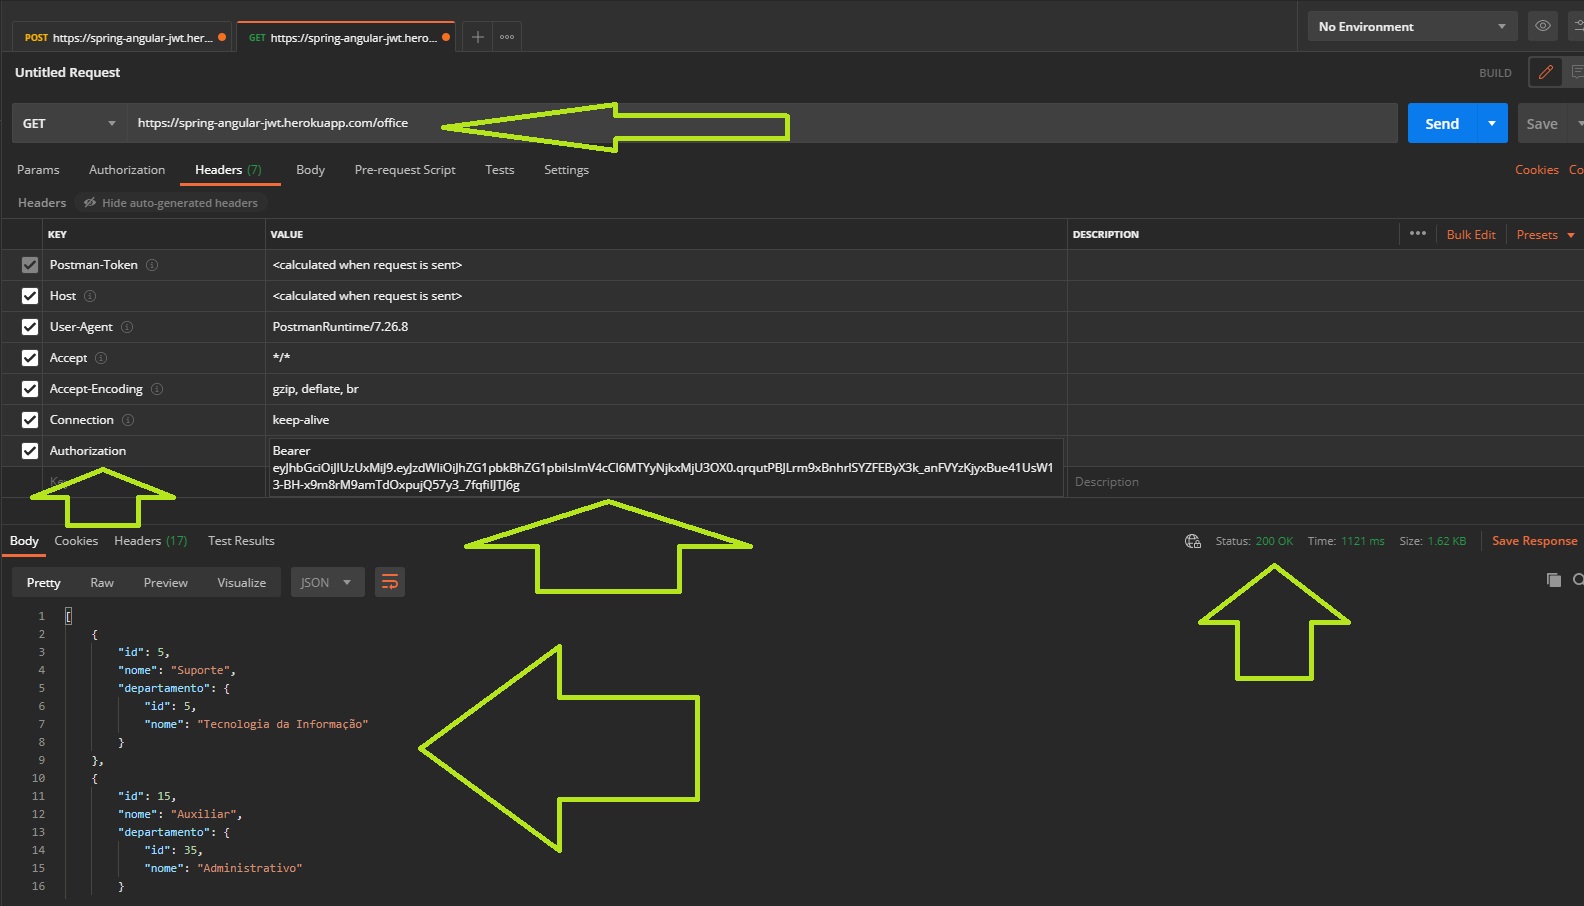 POST https://spring-angular-jwt.her...
GET https://spring-angular-jwt.hero...
No Environment
Untitled Request
BUILD
GET https://spring-angular-jwt.herokuapp.com/office
Send
Save
Params Authorization Headers (7) Body Pre-request Script Tests Settings
Cookies Co
Headers Hide auto-generated headers
KEY VALUE DESCRIPTION ••• Bulk Edit Presets
Postman-Token <calculated when request is sent>
Host <calculated when request is sent>
User-Agent PostmanRuntime/7.26.8
Accept */*
Accept-Encoding gzip, deflate, br
Connection keep-alive
Authorization Bearer
Description
Body Cookies Headers (17) Test Results
Status: 200 OK Time: 1121 ms Size: 1.62 KB Save Response
Pretty Raw Preview Visualize JSON
1 [
2 {
3 "id": 5,
4 "nome": "Suporte",
5 "departamento": {
6 "id": 5,
7 "nome": "Tecnologia da Informação"
8 }
9 },
10 {
11 "id": 15,
12 "nome": "Auxiliar",
13 "departamento": {
14 "id": 35,
15 "nome": "Administrativo"
16 }